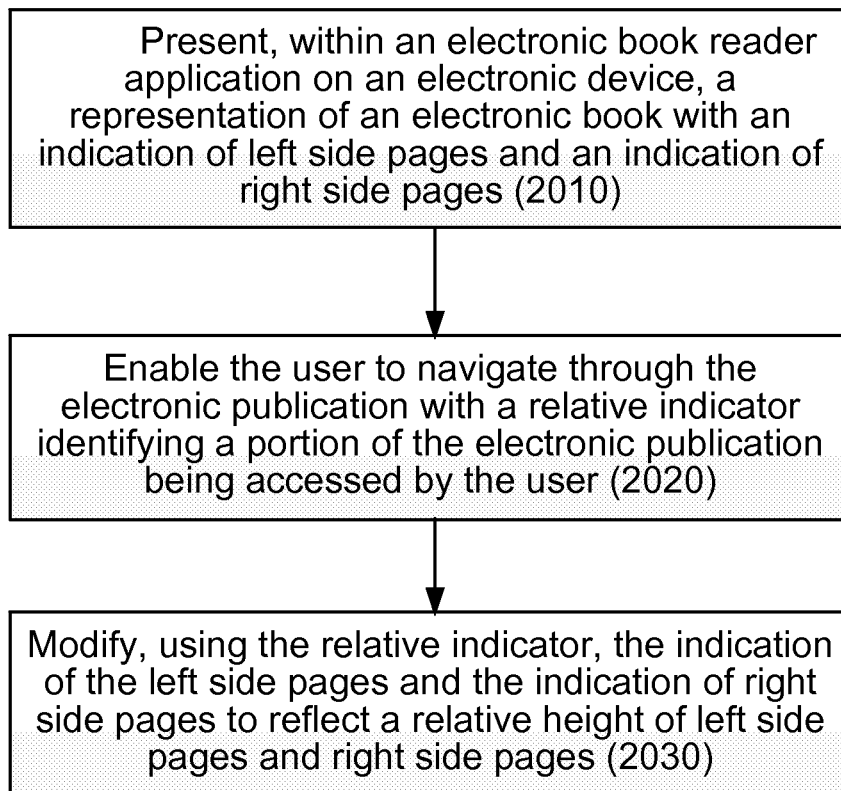 Present, within an electronic book reader
application on an electronic device, a
representation of an electronic book with an
indication of left side pages and an indication of
right side pages (2010)
Enable the user to navigate through the
electronic publication with a relative indicator
identifying a portion of the electronic publication
being accessed by the user (2020)
Modify, using the relative indicator, the indication
of the left side pages and the indication of right
side pages to reflect a relative height of left side
pages and right side pages (2030)